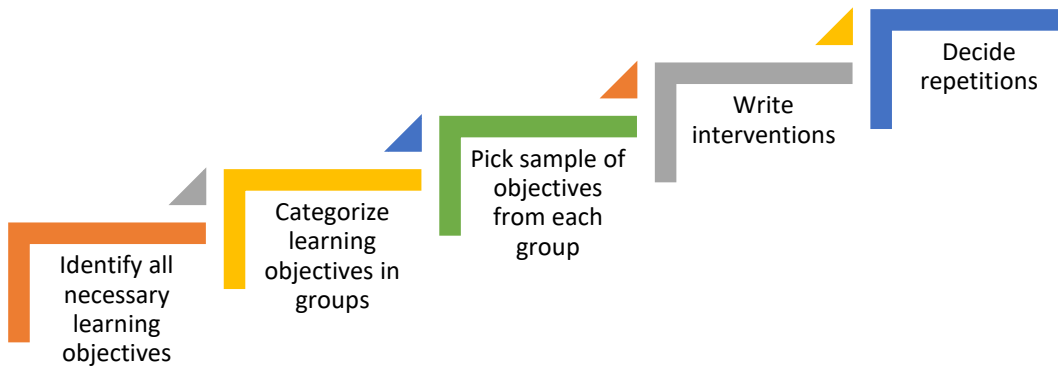 Identify all
necessary
learning
objectives
Categorize
learning
objectives in
groups
Pick sample of
objectives
from each
group
Write
interventions
Decide
repetitions